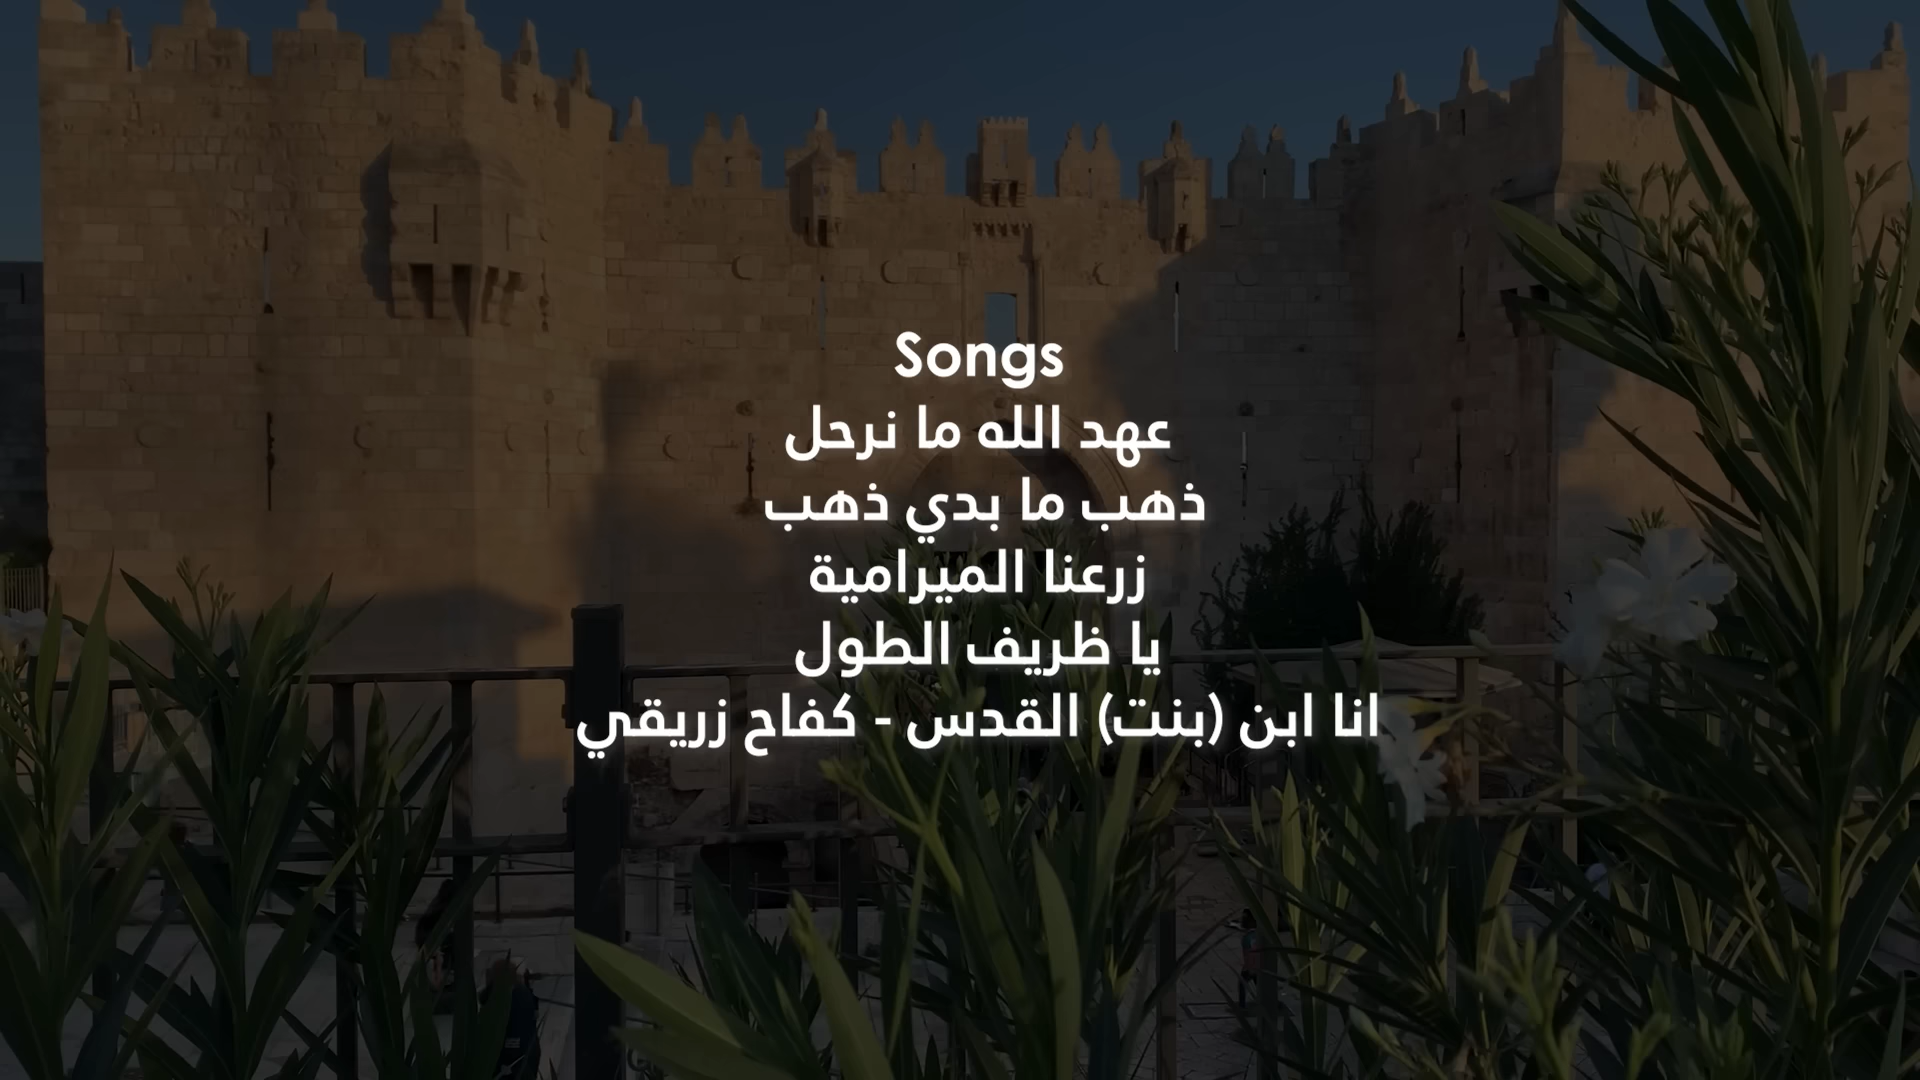 Songs
عهد الله ما نرحل
ذهب ما بدي ذهب
زرعنا الميرامية
يا ظريف الطول
انا ابن (بنت) القدس - كفاح زريقي